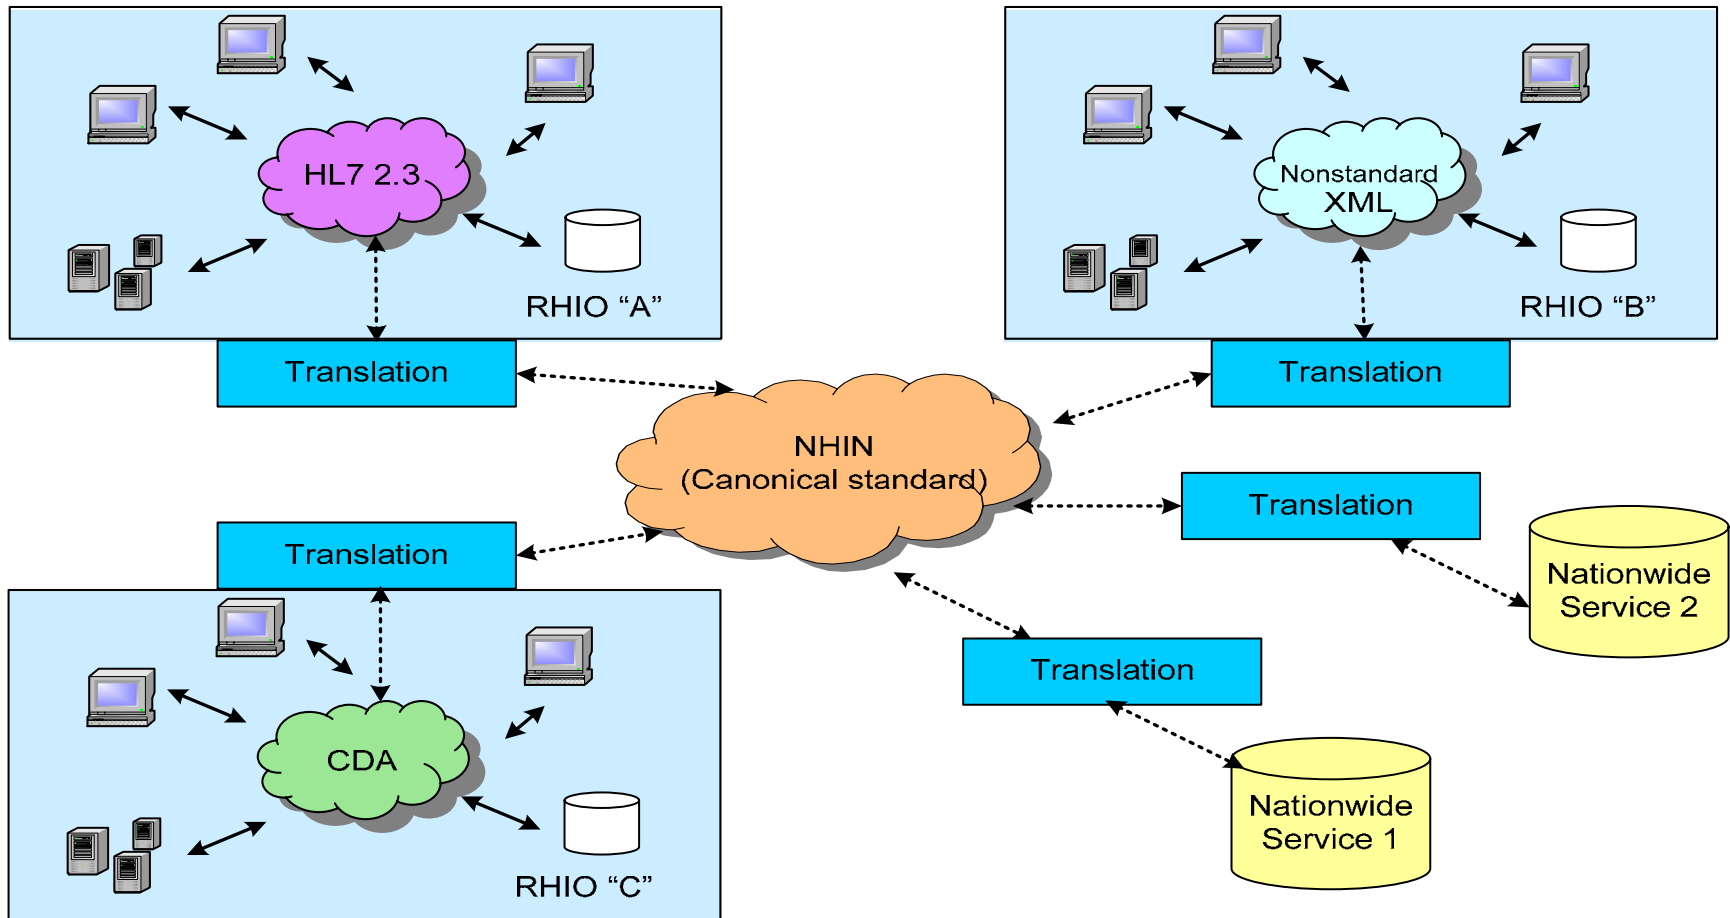 HL7 2.3
RHIO “A”
Translation
Nonstandard
XML
RHIO “B”
Translation
NHIN
(Canonical standard)
Translation
Nationwide
Service 2
Translation
CDA
RHIO “C”
Translation
Nationwide
Service 1